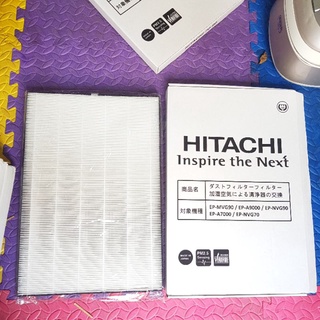 HITACHI
Inspire the Next
商品名
ダストフィルターフィルター
加湿空気による清浄器の交換
対象機種
EP-MVG90 / EP-A9000 / EP-NVG90
EP-A7000 / EP-NVG70
PM2.5